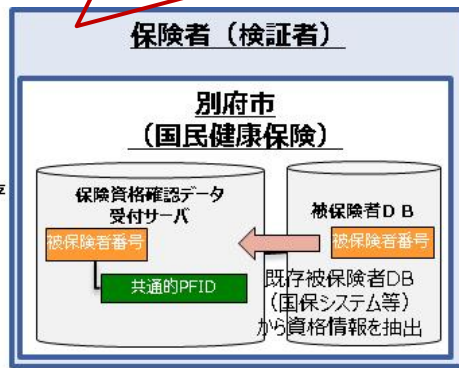 保険者（検証者）
別府市
（国民健康保険）
保険資格確認データ
受付サーバ
被保険者番号
共通的PFID
被保険者DB
被保険者番号
既存被保険者DB
（国保システム等）
から資格情報を抽出